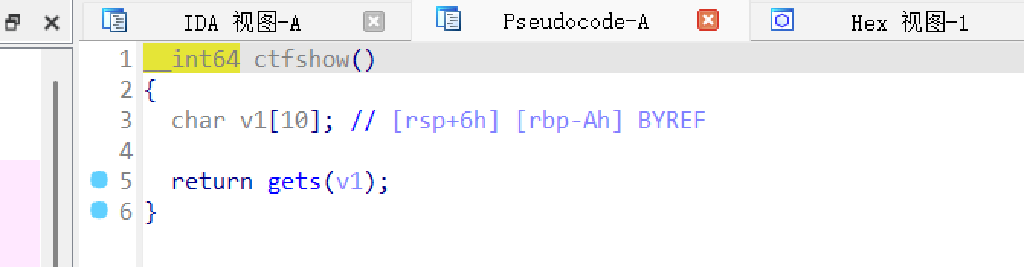 IDA 视图-A
Pseudocode-A
Hex 视图-1
1 __int64 ctfshow()
2 {
3 char v1[10]; // [rsp+6h] [rbp-Ah] BYREF
4
5 return gets(v1);
6 }